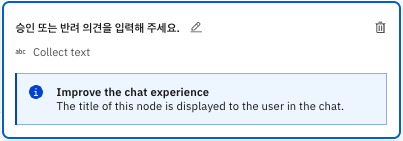 승인 또는 반려 의견을 입력해 주세요.
abc Collect text
Improve the chat experience
The title of this node is displayed to the user in the chat.